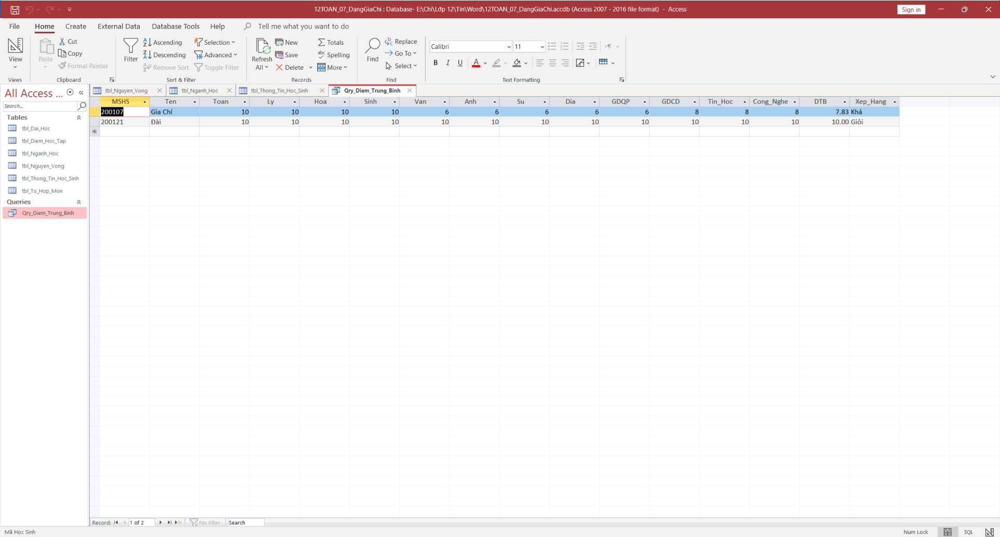 12TOAN_07_DangGiaChi : Database- E:\Chi\Lớp 12\Tin\Word\12TOAN_07_DangGiaChi.accdb (Access 2007 - 2016 file format) - Access
Sign in
File Home Create External Data Database Tools Help Tell me what you want to do
View
Views
Paste
Cut
Copy
Format Painter
Clipboard
Filter
Ascending
Descending
Remove Sort
Selection
Advanced
Toggle Filter
Sort & Filter
Refresh
All
New
Save
Delete
Totals
Spelling
More
Records
Find
Replace
Go To
Select
Find
Calibri 11
B I U A
Text Formatting
All Access ...
Search...
Tables
tbl_Dai_Hoc
tbl_Diem_Hoc_Tap
tbl_Nganh_Hoc
tbl_Nguyen_Vong
tbl_Thong_Tin_Hoc_Sinh
tbl_To_Hop_Mon
Queries
Qry_Diem_Trung_Binh
tbl_Nguyen_Vong tbl_Nganh_Hoc tbl_Thong_Tin_Hoc_Sinh Qry_Diem_Trung_Binh
MSHS Ten Toan Ly Hoa Sinh Van Anh Su Dia GDQP GDCD Tin_Hoc Cong_Nghe DTB Xep_Hang
200107 Gia Chí 10 10 10 10 6 6 6 6 6 8 8 8 7.83 Khá
200121 Đài 10 10 10 10 10 10 10 10 10 10 10 10 10.00 Giỏi
Record: 1 of 2 No Filter Search
Mã Học Sinh
Num Lock SQL